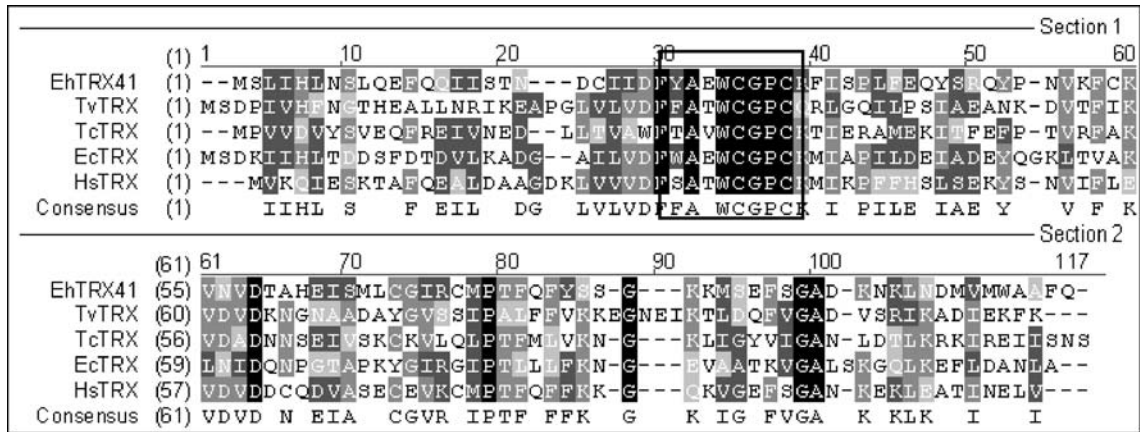 Section 1
(1) 1 10 20 30 40 50 60
EhTRX41 (1) --MSLIHLNSLQEFQQIISTN---DCIIDFYAEWCGPCRFISPLFEQYSRQYP-NVKFCK
TvTRX (1) MSDPIVHFNGTHEALLNRIKEAPGLVLVDFFATWCGPCQRLGQILPSIAEANK-DVTFIK
TcTRX (1) --MPVVDVYSVEQFREIVNED--LLTVAWFTAVWCGPCKTIERAMEKITFEFP-TVRFAK
EcTRX (1) MSDKIIHLTDDSFDTDVLKADG--AILVDFWAEWCGPCKMIAPILDEIADEYQGKLTVAK
HsTRX (1) ---MVKQIESKTAFQEALDAAGDKLVVVDFSATWCGPCKMIKPFFHSLSEKYS-NVIFLE
Consensus (1) IIHL S F EIL DG LVLVDFFA WCGPCK I PILE IAE Y V F K
Section 2
(61) 61 70 80 90 100 117
EhTRX41 (55) VNVDTAHEISMLCGIRCMPTFQFYSS-G---KKMSEFSGAD-KNKLNDMVMWAAFQ-
TvTRX (60) VDVDKNGNAADAYGVSSIPALFFVKKEGNEIKTLDQFVGAD-VSRIKADIEKFK---
TcTRX (56) VDADNNSEIVSKCKVLQLPTFMLVKN-G---KLIGYVIGAN-LDTLKRKIREIISNS
EcTRX (59) LNIDQNPGTAPKYGIRGIPTLLLFKN-G---EVAATKVGALSKGQLKEFLDANLA--
HsTRX (57) VDVDDCQDVASECEVKCMPTFQFFKK-G---QKVGEFSGAN-KEKLEATINELV---
Consensus (61) VDVD N EIA CGVR IPTF FFK G K IG FVGA K KLK I I